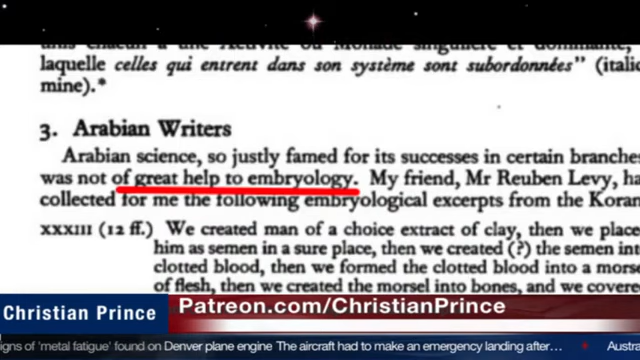 laquelle celles qui entrent dans son système sont subordonnées" (italic
mine).*
3. Arabian Writers
Arabian science, so justly famed for its successes in certain branches
was not of great help to embryology. My friend, Mr Reuben Levy, ha
collected for me the following embryological excerpts from the Koran
XXXIII (12 ff.) We created man of a choice extract of clay, then we place
him as semen in a sure place, then we created (?) the semen int
clotted blood, then we formed the clotted blood into a morse
of flesh, then we created the morsel into bones, and we covere
Christian Prince
Patreon.com/ChristianPrince
igns of 'metal fatigue' found on Denver plane engine The aircraft had to make an emergency landing after… Austra